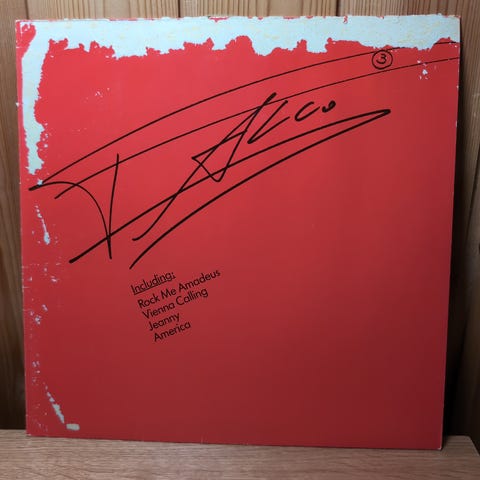 FALCO
3
Including:
Rock Me Amadeus
Vienna Calling
Jeanny
America